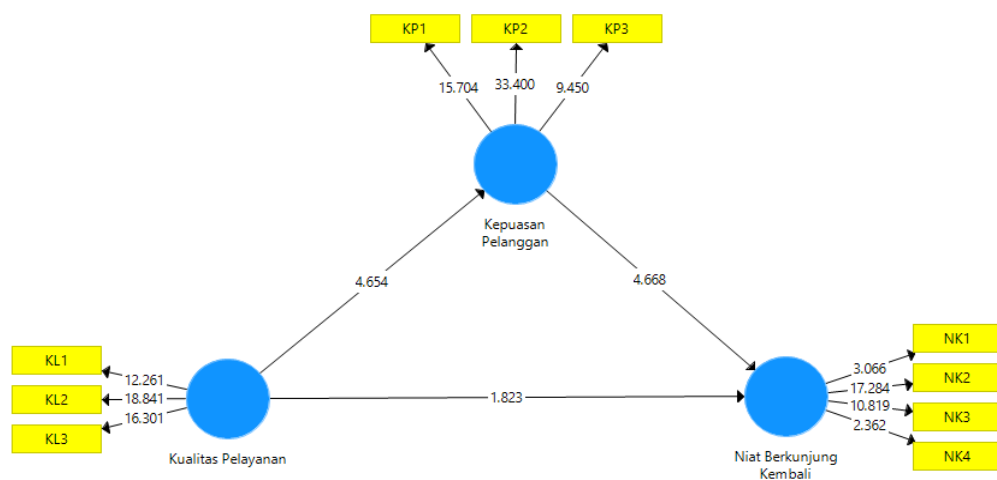 KP1 KP2 KP3
15.704 33.400 9.450
Kepuasan
Pelanggan
4.654 4.668
KL1
KL2
KL3
12.261
18.841
16.301
Kualitas Pelayanan
1.823
NK1
NK2
NK3
NK4
3.066
17.284
10.819
2.362
Niat Berkunjung
Kembali